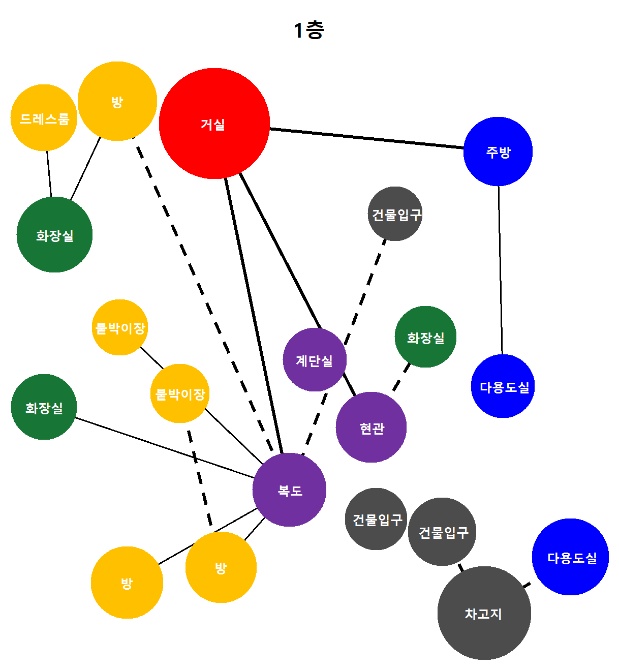 1층
드레스룸
방
거실
주방
건물입구
화장실
붙박이장
계단실
화장실
다용도실
붙박이장
화장실
현관
복도
건물입구
건물입구
다용도실
방
방
차고지